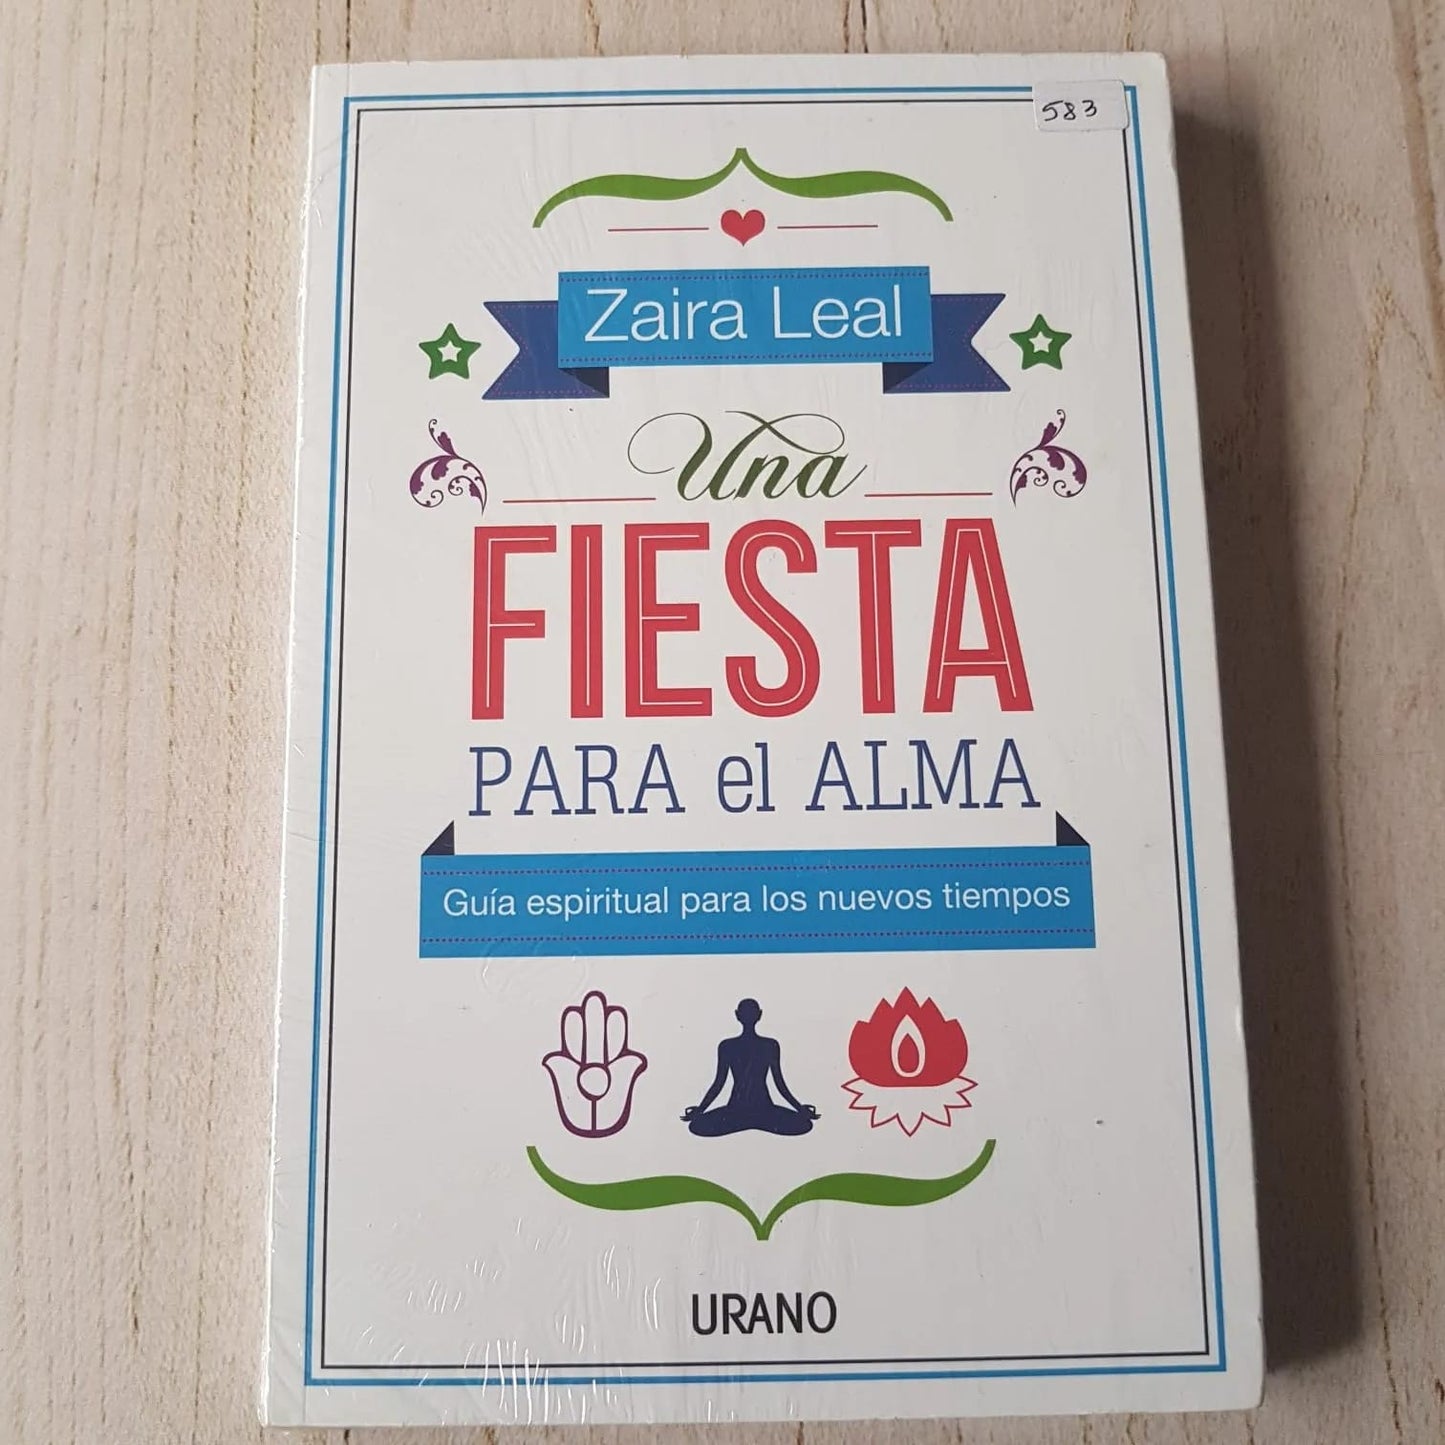 583
Zaira Leal
Una
FIESTA
PARA el ALMA
Guía espiritual para los nuevos tiempos
URANO